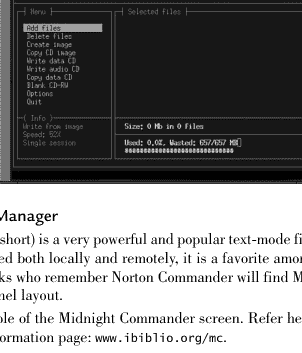 Menu
Selected files
Add files
Delete files
Create image
Copy CD image
Write data CD
Write audio CD
Copy data CD
Blank CD-RW
Options
Quit
( Info )
Write from image
Speed: 52X
Single session
Size: 0 Mb in 0 files
Used: 0,0%, Wasted: 657/657 Mb
Manager
short) is a very powerful and popular text-mode fi
ed both locally and remotely, it is a favorite amo
ks who remember Norton Commander will find M
nel layout.
ple of the Midnight Commander screen. Refer he
ormation page: www.ibiblio.org/mc.